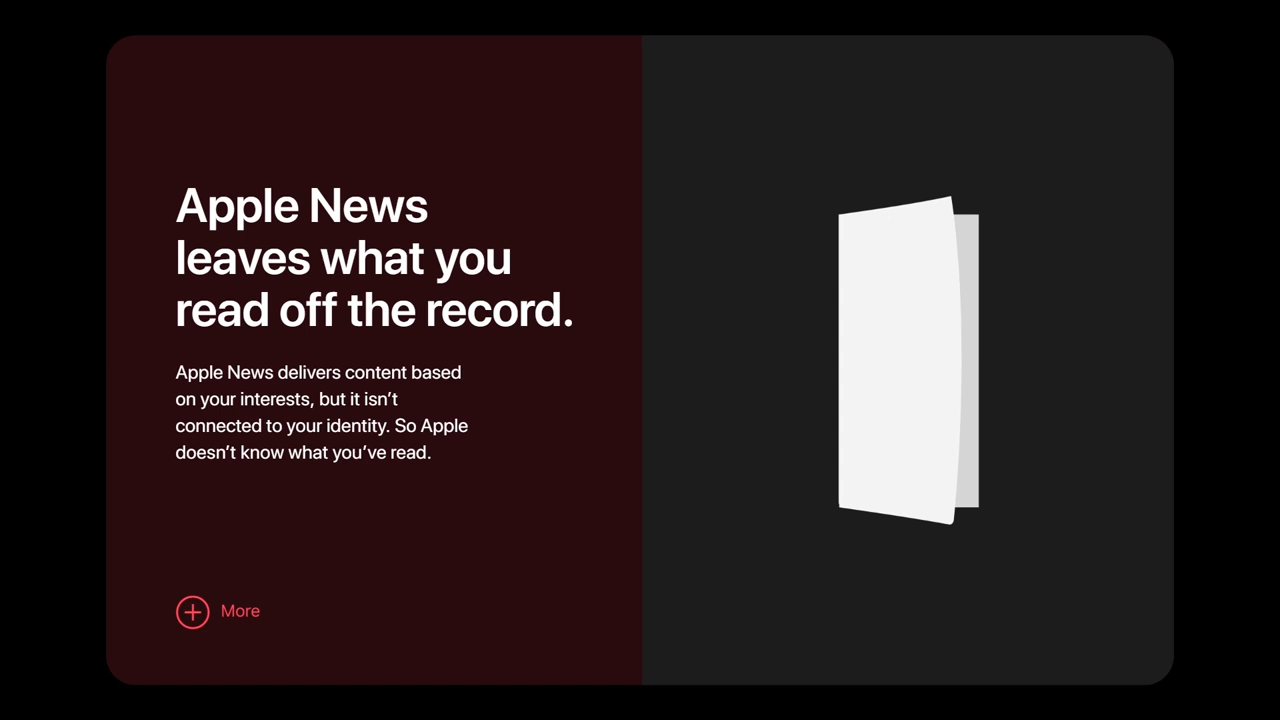 Apple News
leaves what you
read off the record.
Apple News delivers content based
on your interests, but it isn’t
connected to your identity. So Apple
doesn’t know what you’ve read.
More